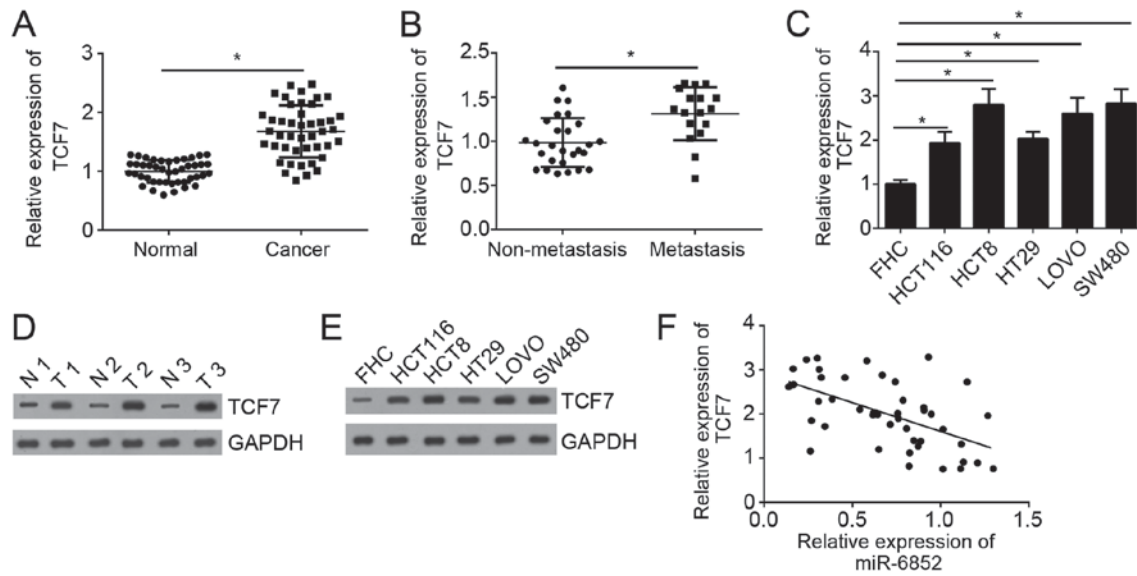 A
Relative expression of
TCF7
3
2
1
0
*
Normal
Cancer
B
Relative expression of
TCF7
2.0
1.5
1.0
0.5
0.0
*
Non-metastasis
Metastasis
C
Relative expression of
TCF7
4
3
2
1
0
*
*
*
*
*
FHC
HCT116
HCT8
HT29
LOVO
SW480
D
N 1
T 1
N 2
T 2
N 3
T 3
TCF7
GAPDH
E
FHC
HCT116
HCT8
HT29
LOVO
SW480
TCF7
GAPDH
F
Relative expression of
TCF7
4
3
2
1
0
0.0
0.5
1.0
1.5
Relative expression of
miR-6852